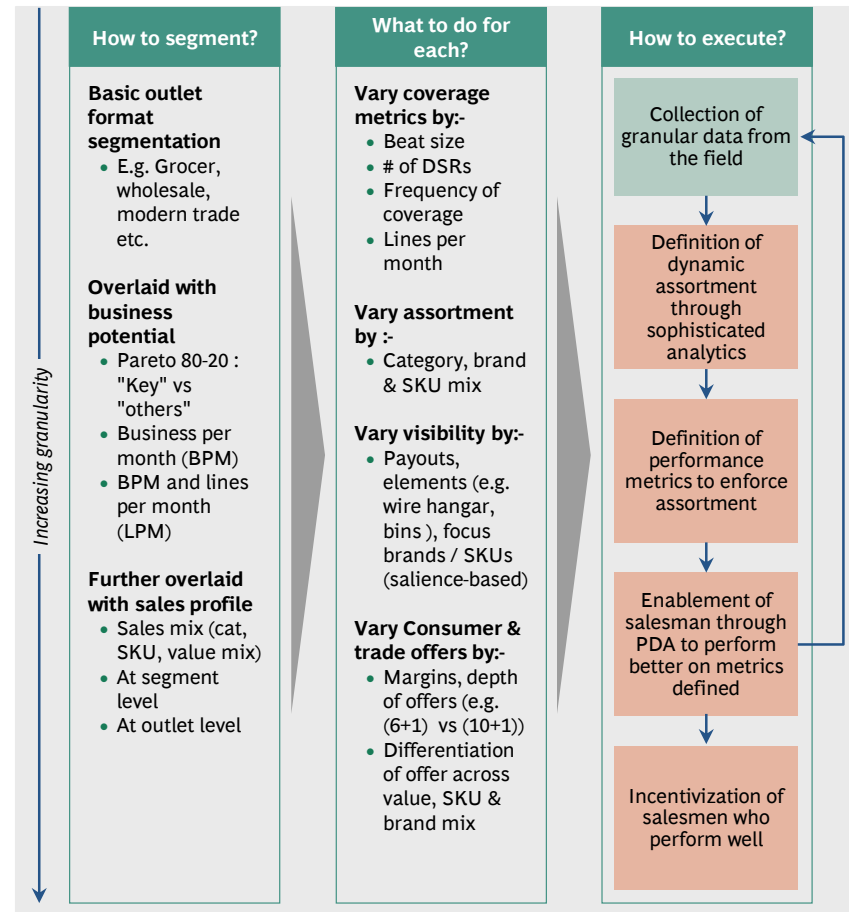 Increasing granularity
How to segment?
Basic outlet
format
segmentation
• E.g. Grocer,
wholesale,
modern trade
etc.
Overlaid with
business
potential
• Pareto 80-20 :
"Key" vs
"others"
• Business per
month (BPM)
• BPM and lines
per month
(LPM)
Further overlaid
with sales profile
• Sales mix (cat,
SKU, value mix)
• At segment
level
• At outlet level
What to do for
each?
Vary coverage
metrics by:-
• Beat size
• # of DSRs
• Frequency of
coverage
• Lines per
month
Vary assortment
by :-
• Category, brand
& SKU mix
Vary visibility by:-
• Payouts,
elements (e.g.
wire hangar,
bins ), focus
brands / SKUs
(salience-based)
Vary Consumer &
trade offers by:-
• Margins, depth
of offers (e.g.
(6+1) vs (10+1))
• Differentiation
of offer across
value, SKU &
brand mix
How to execute?
Collection of
granular data from
the field
Definition of
dynamic
assortment
through
sophisticated
analytics
Definition of
performance
metrics to enforce
assortment
Enablement of
salesman through
PDA to perform
better on metrics
defined
Incentivization of
salesmen who
perform well